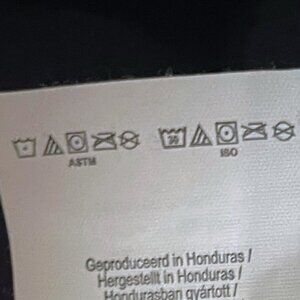 30
ASTM ISO
Geproduceerd in Honduras /
Hergestellt in Honduras /
Hondurasban gyártott /